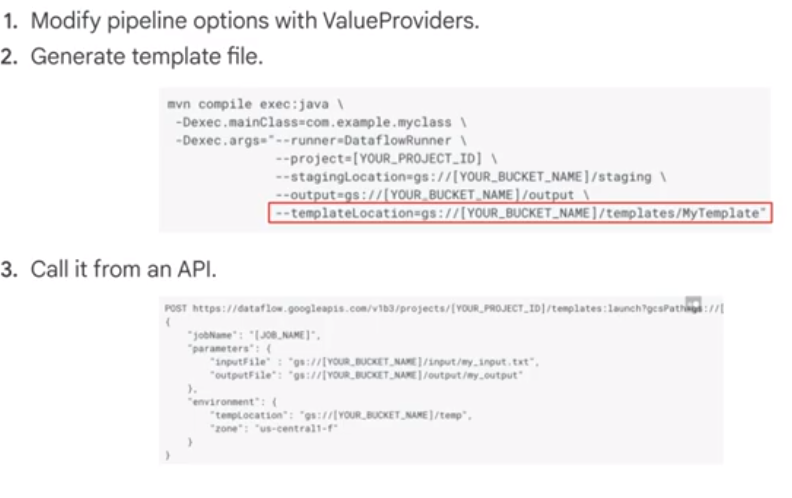 1. Modify pipeline options with ValueProviders.
2. Generate template file.
mvn compile exec:java \
-Dexec.mainClass=com.example.myclass \
-Dexec.args="--runner=DataflowRunner \
--project=[YOUR_PROJECT_ID] \
--stagingLocation=gs://[YOUR_BUCKET_NAME]/staging \
--output=gs://[YOUR_BUCKET_NAME]/output \
--templateLocation=gs://[YOUR_BUCKET_NAME]/templates/MyTemplate"
3. Call it from an API.
POST https://dataflow.googleapis.com/v1b3/projects/[YOUR_PROJECT_ID]/templates:launch?gcsPath=gs://[
{
"jobName": "[JOB_NAME]",
"parameters": {
"inputFile" : "gs://[YOUR_BUCKET_NAME]/input/my_input.txt",
"outputFile": "gs://[YOUR_BUCKET_NAME]/output/my_output"
},
"environment": {
"tempLocation": "gs://[YOUR_BUCKET_NAME]/temp",
"zone": "us-central1-f"
}
}